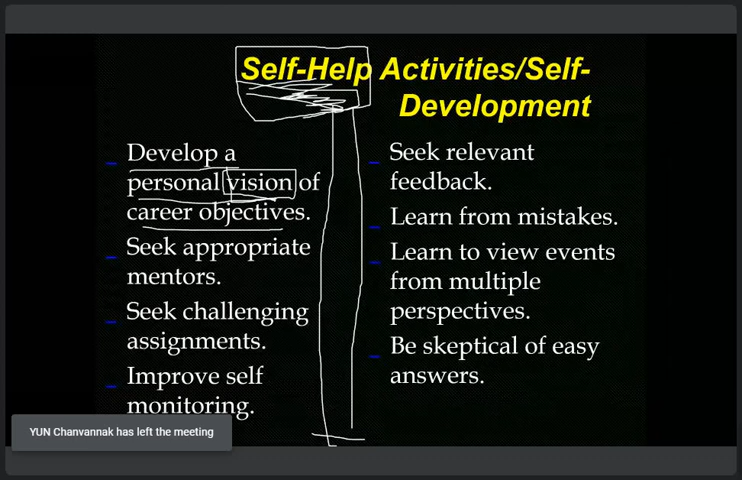 Self-Help Activities/Self-
Development
Develop a
personal vision of
career objectives.
Seek appropriate
mentors.
Seek challenging
assignments.
Improve self
monitoring.
Seek relevant
feedback.
Learn from mistakes.
Learn to view events
from multiple
perspectives.
Be skeptical of easy
answers.
YUN Chanvannak has left the meeting